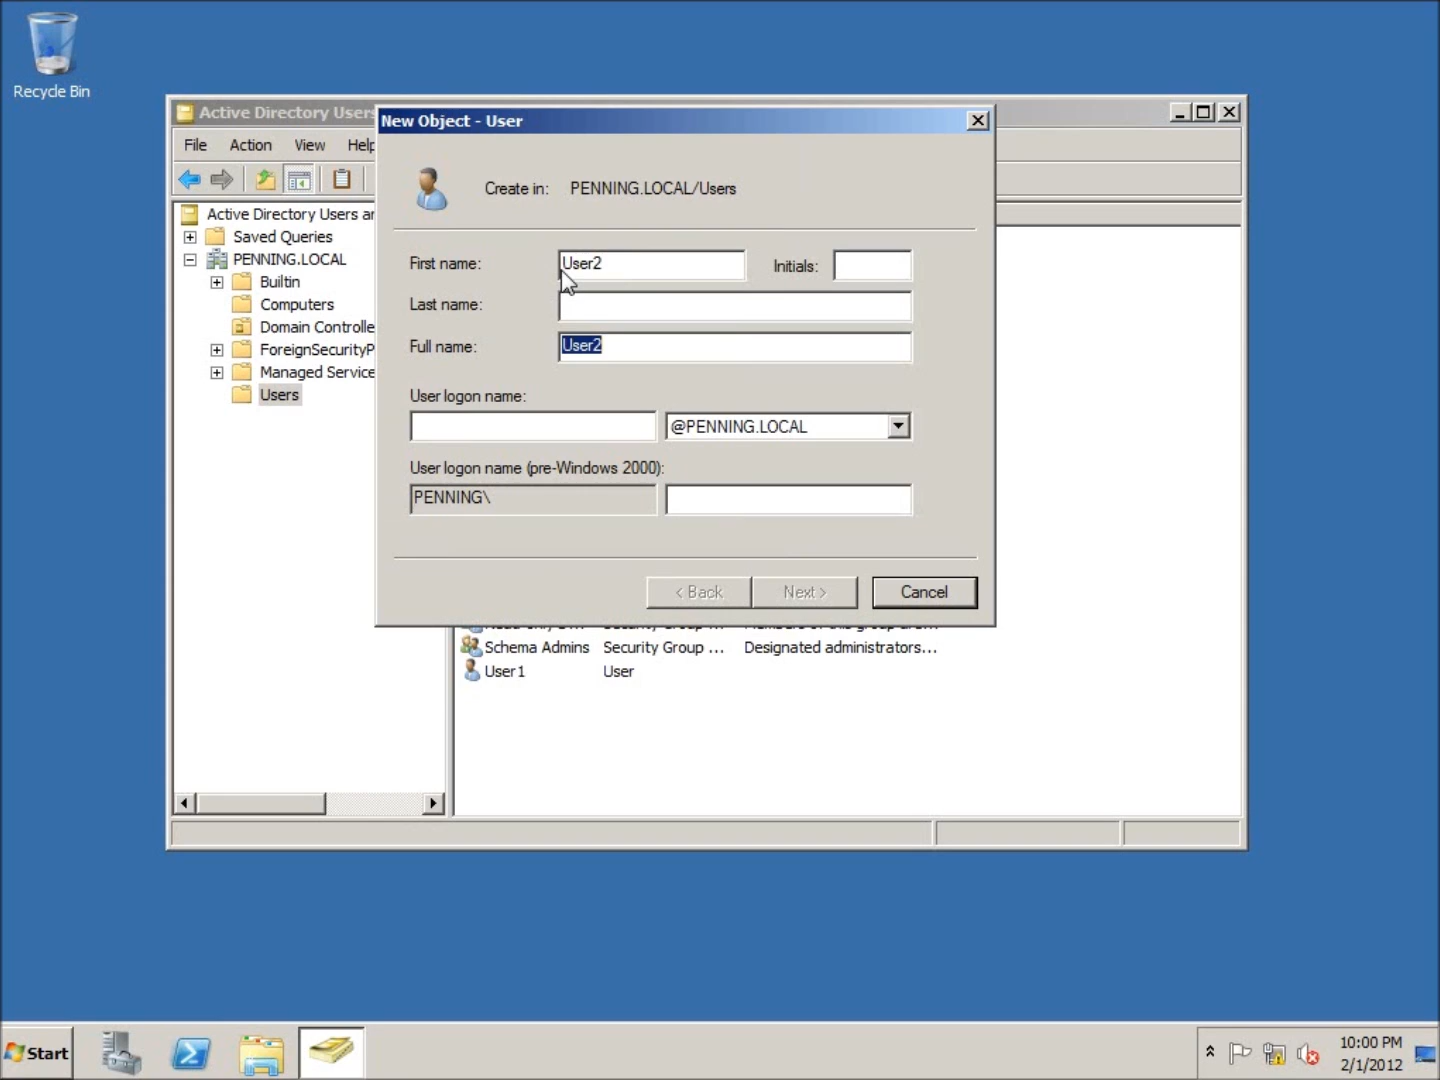 Recycle Bin
Active Directory Users
New Object - User
File Action View Help
Create in: PENNING.LOCAL/Users
Active Directory Users an
Saved Queries
PENNING.LOCAL
Builtin
Computers
Domain Controlle
ForeignSecurityP
Managed Service
Users
First name: User2 Initials:
Last name:
Full name: User2
User logon name:
@PENNING.LOCAL
User logon name (pre-Windows 2000):
PENNING\
< Back Next > Cancel
Schema Admins Security Group ... Designated administrators...
User1 User
Start
10:00 PM
2/1/2012